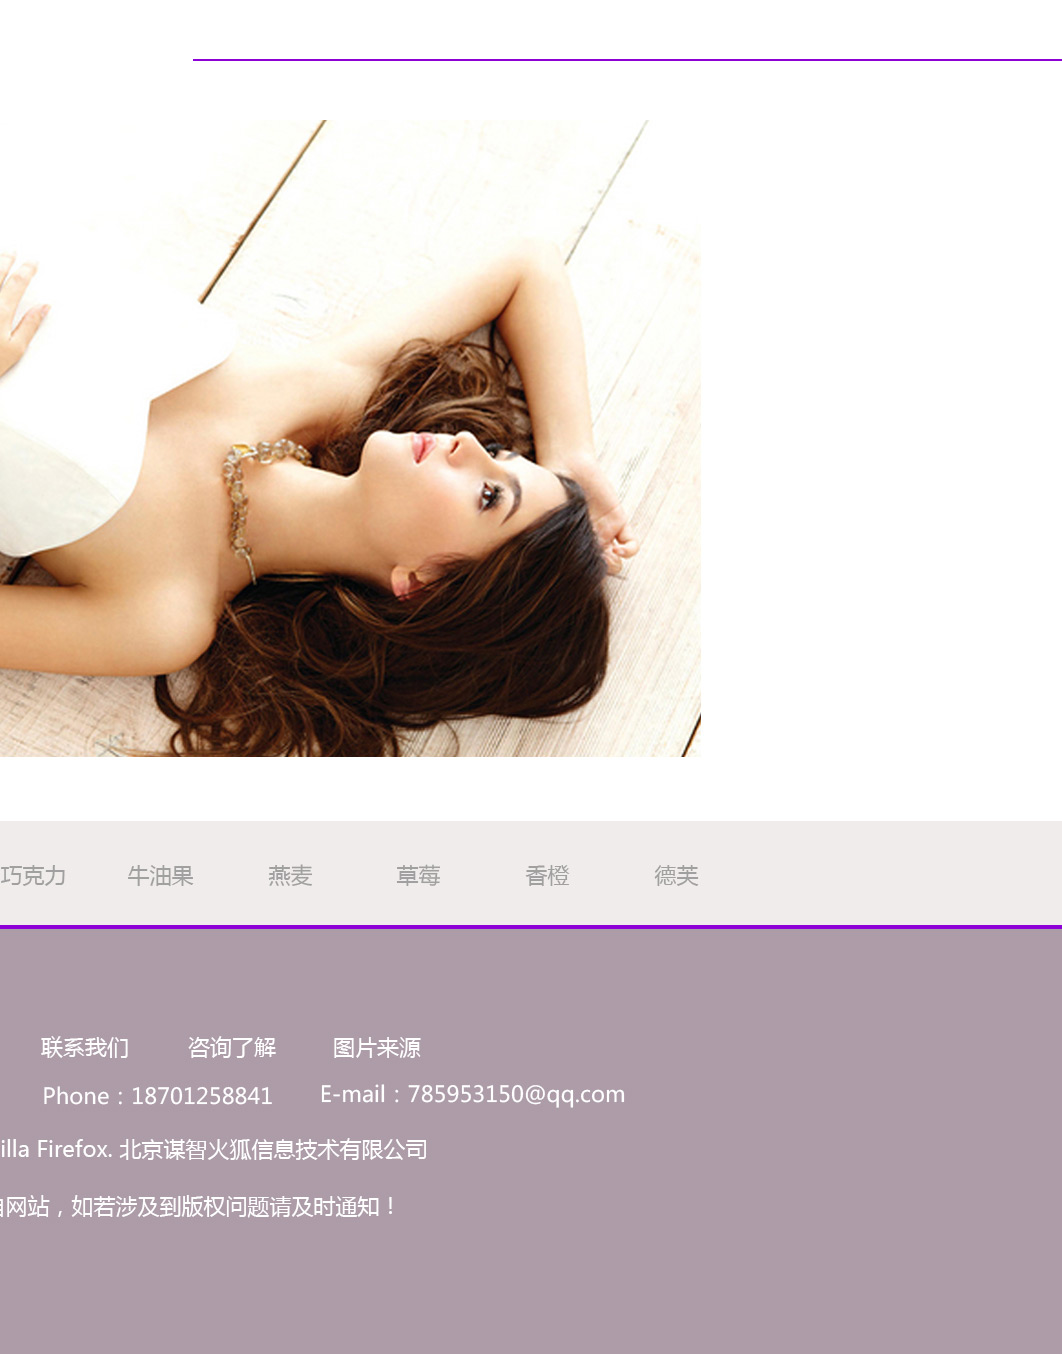 巧克力 牛油果 燕麦 草莓 香橙 德芙
联系我们 咨询了解 图片来源
Phone：18701258841 E-mail：785953150@qq.com
illa Firefox. 北京谋智火狐信息技术有限公司
网站，如若涉及到版权问题请及时通知！